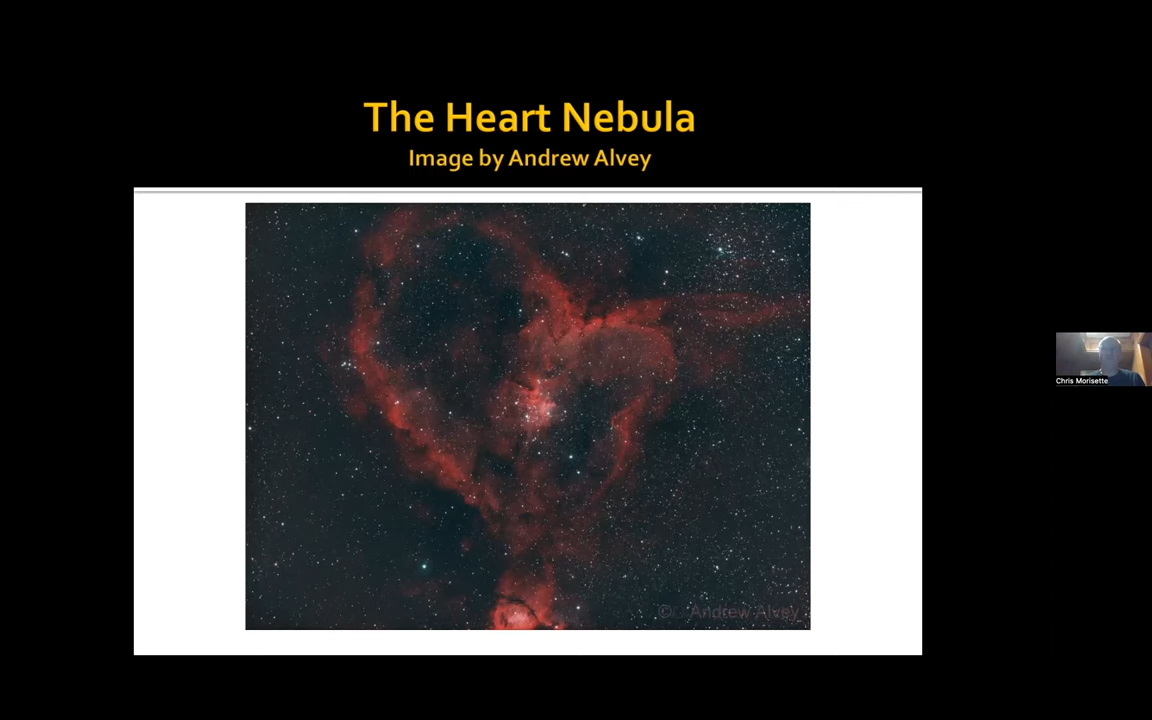 The Heart Nebula
Image by Andrew Alvey
Chris Morisette
© Andrew Alvey